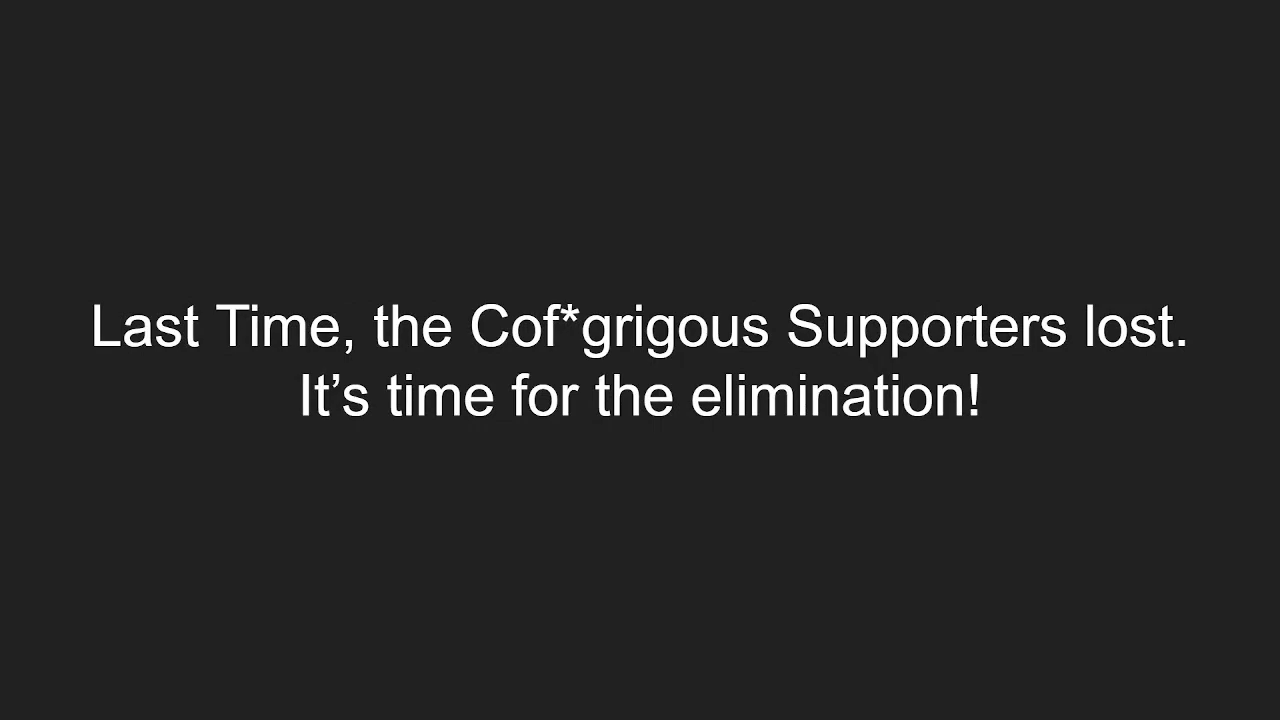 Last Time, the Cof*grigous Supporters lost.
It’s time for the elimination!